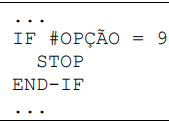 ...
IF #OPÇÃO = 9
  STOP
END-IF
...